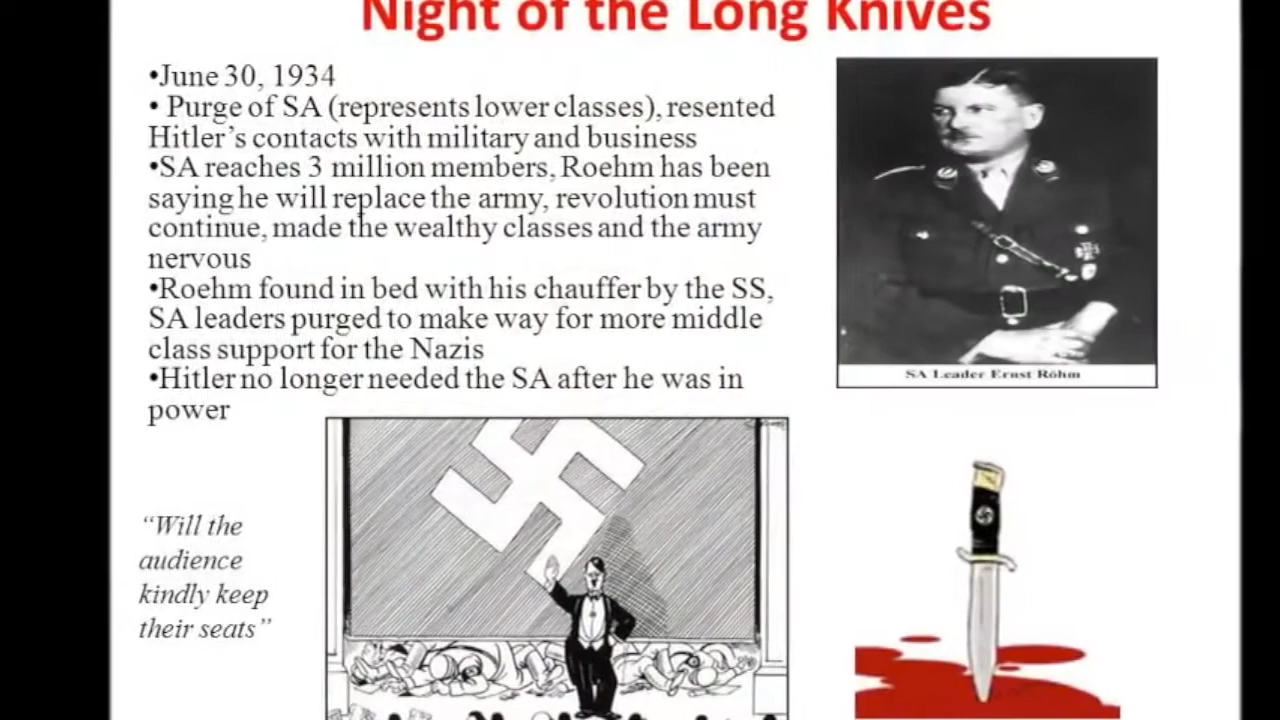 Night of the Long Knives
•June 30, 1934
• Purge of SA (represents lower classes), resented
Hitler's contacts with military and business
•SA reaches 3 million members, Roehm has been
saying he will replace the army, revolution must
continue, made the wealthy classes and the army
nervous
•Roehm found in bed with his chauffer by the SS,
SA leaders purged to make way for more middle
class support for the Nazis
•Hitler no longer needed the SA after he was in
power
SA Leader Ernst Röhm
“Will the
audience
kindly keep
their seats”